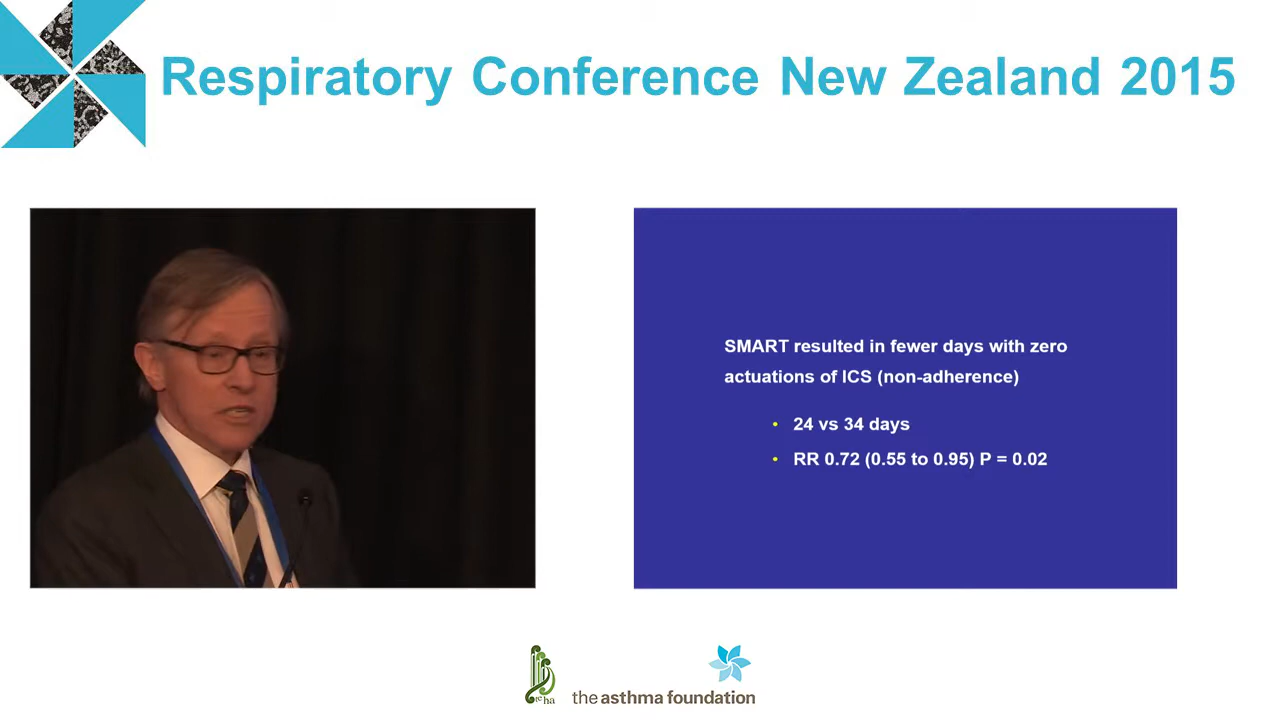 Respiratory Conference New Zealand 2015
SMART resulted in fewer days with zero
actuations of ICS (non-adherence)
• 24 vs 34 days
• RR 0.72 (0.55 to 0.95) P = 0.02
the asthma foundation